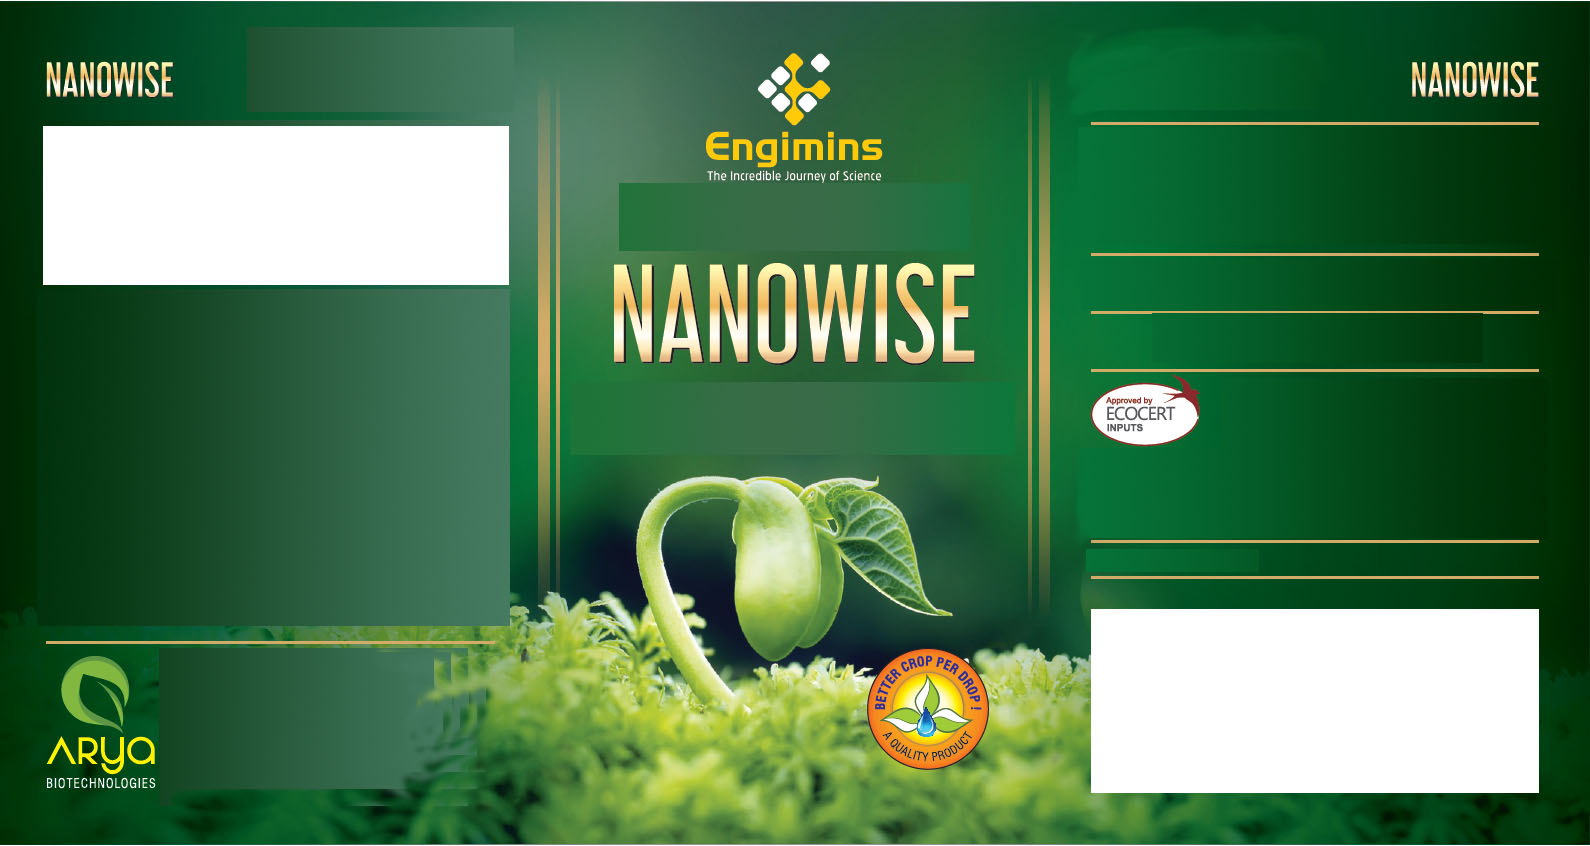 NANOWISE
ARYA
BIOTECHNOLOGIES
Engimins
The Incredible Journey of Science
NANOWISE
BETTER CROP PER DROP !
A QUALITY PRODUCT
NANOWISE
Approved by
ECOCERT
INPUTS